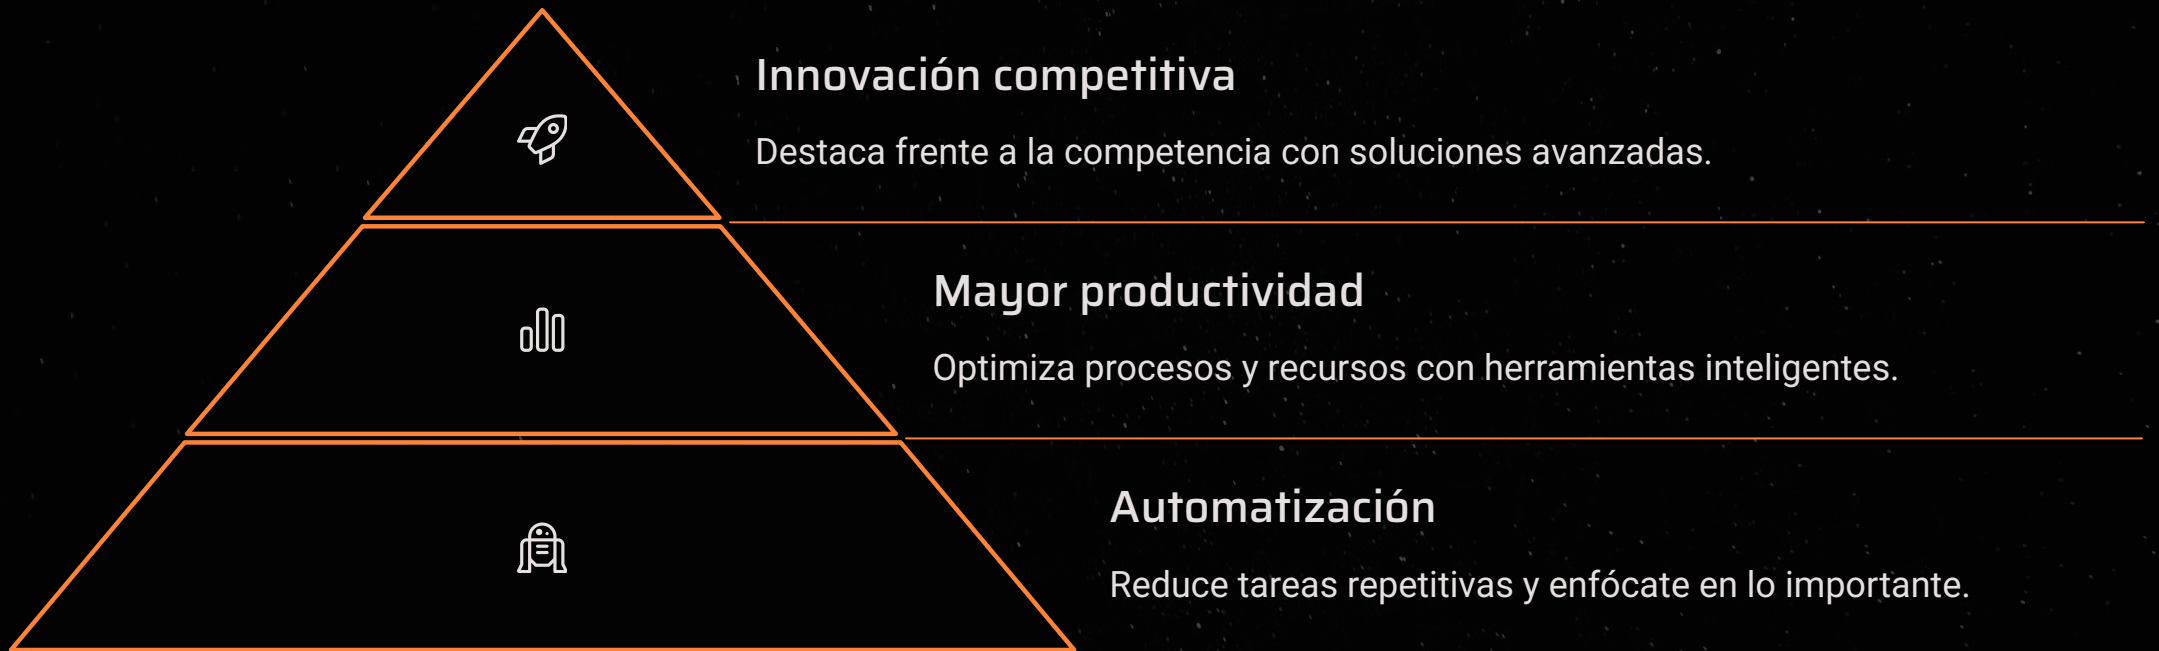 Innovación competitiva
Destaca frente a la competencia con soluciones avanzadas.
Mayor productividad
Optimiza procesos y recursos con herramientas inteligentes.
Automatización
Reduce tareas repetitivas y enfócate en lo importante.